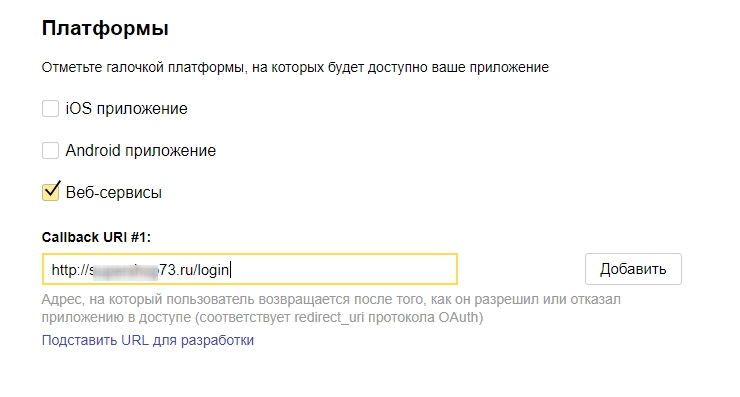 Платформы
Отметьте галочкой платформы, на которых будет доступно ваше приложение
iOS приложение
Android приложение
Веб-сервисы
Callback URI #1:
http://s 73.ru/login
Добавить
Адрес, на который пользователь возвращается после того, как он разрешил или отказал
приложению в доступе (соответствует redirect_uri протокола OAuth)
Подставить URL для разработки